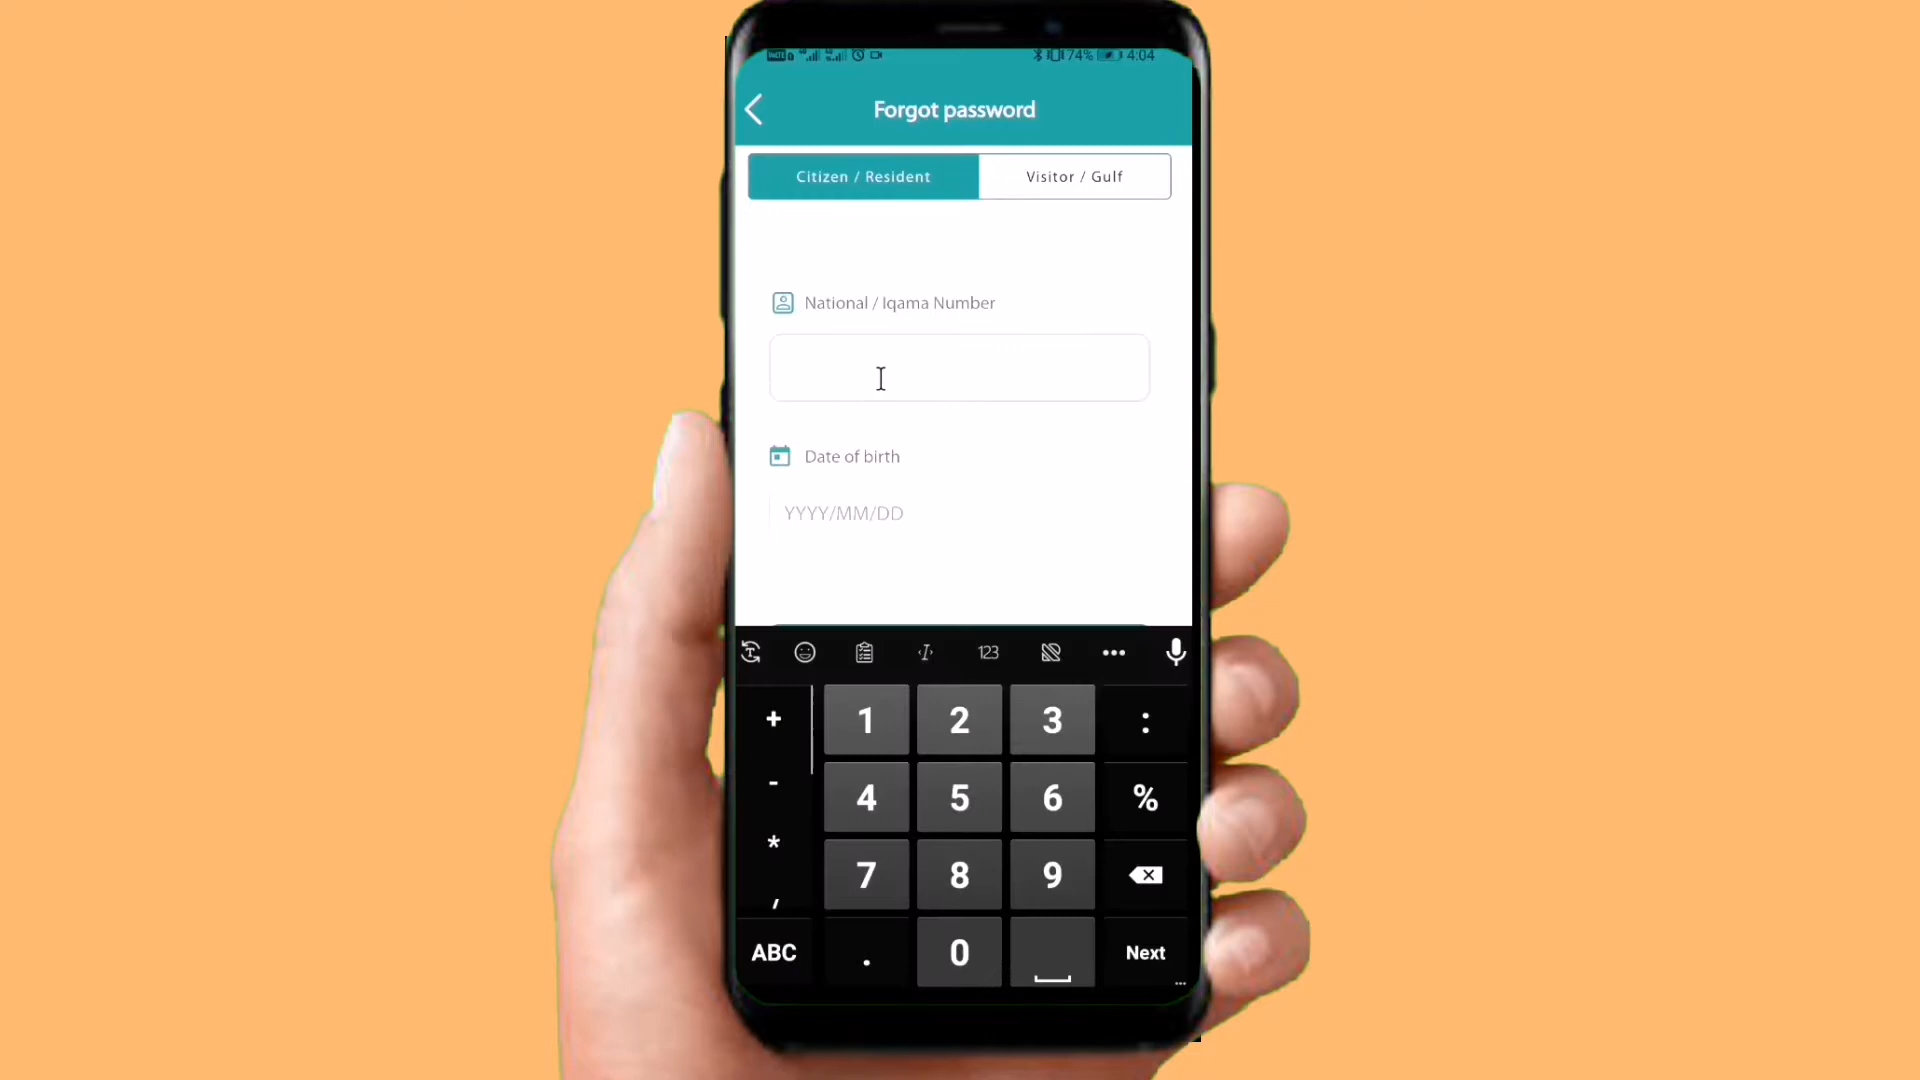 74% 4:04
Forgot password
Citizen / Resident Visitor / Gulf
National / Iqama Number
Date of birth
YYYY/MM/DD
123
+ 1 2 3 :
- 4 5 6 %
* 7 8 9
,
ABC . 0 Next